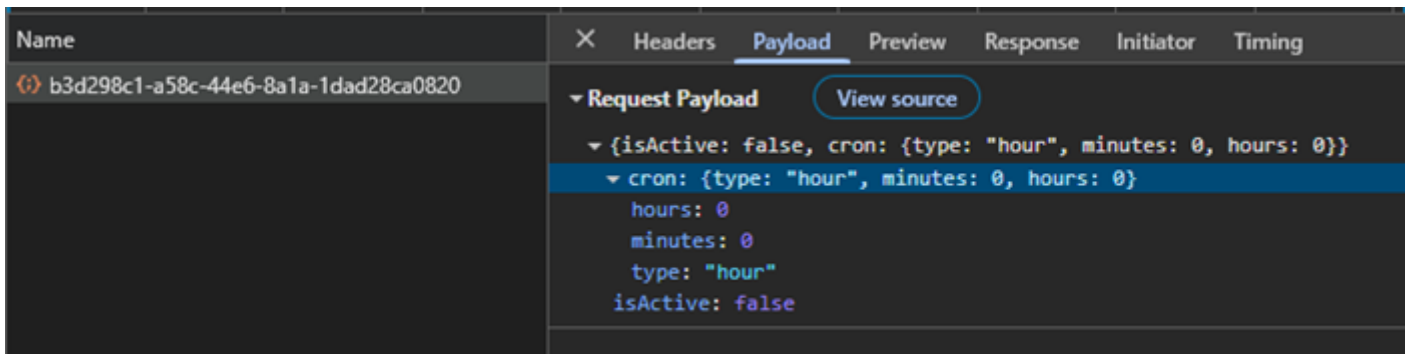 Name
b3d298c1-a58c-44e6-8a1a-1dad28ca0820
Headers Payload Preview Response Initiator Timing
Request Payload View source
{isActive: false, cron: {type: "hour", minutes: 0, hours: 0}}
cron: {type: "hour", minutes: 0, hours: 0}
hours: 0
minutes: 0
type: "hour"
isActive: false